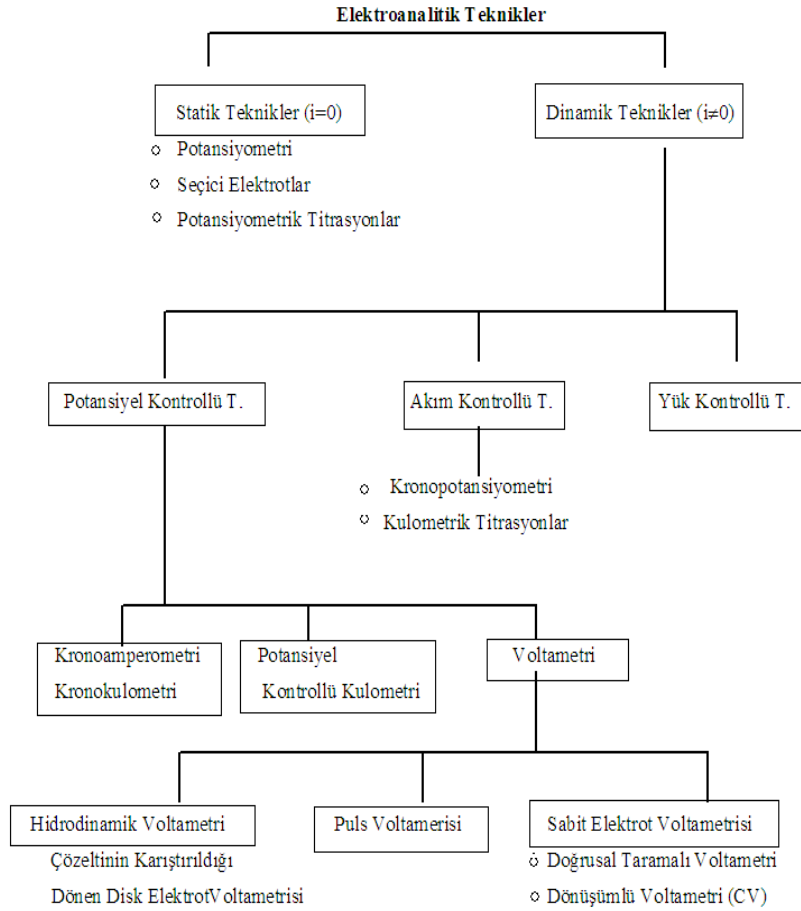 Elektroanalitik Teknikler
Statik Teknikler (i=0)
Dinamik Teknikler (i≠0)
Potansiyometri
Seçici Elektrotlar
Potansiyometrik Titrasyonlar
Potansiyel Kontrollü T.
Akım Kontrollü T.
Yük Kontrollü T.
Kronopotansiyometri
Kulometrik Titrasyonlar
Kronoamperometri
Kronokulometri
Potansiyel
Kontrollü Kulometri
Voltametri
Hidrodinamik Voltametri
Puls Voltamerisi
Sabit Elektrot Voltametrisi
Çözeltinin Karıştırıldığı
Dönen Disk ElektrotVoltametrisi
Doğrusal Taramalı Voltametri
Dönüşümlü Voltametri (CV)